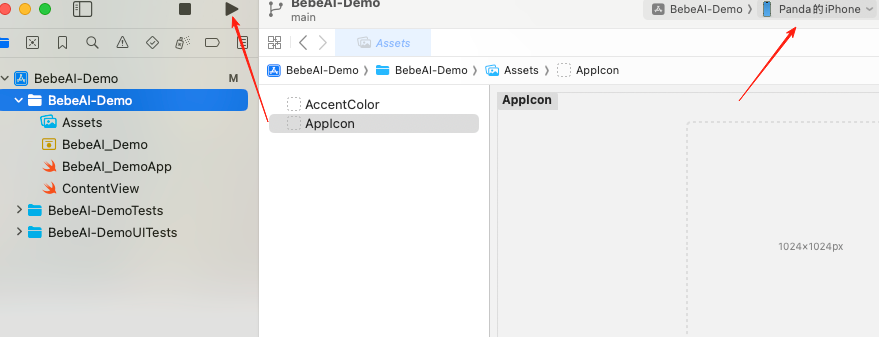 BebeAI-Demo
main
BebeAI-Demo
Panda的iPhone
Assets
BebeAI-Demo
BebeAI-Demo
Assets
AppIcon
BebeAI-Demo
M
BebeAI-Demo
Assets
BebeAI_Demo
BebeAI_DemoApp
ContentView
BebeAI-DemoTests
BebeAI-DemoUITests
AccentColor
AppIcon
AppIcon
1024×1024px